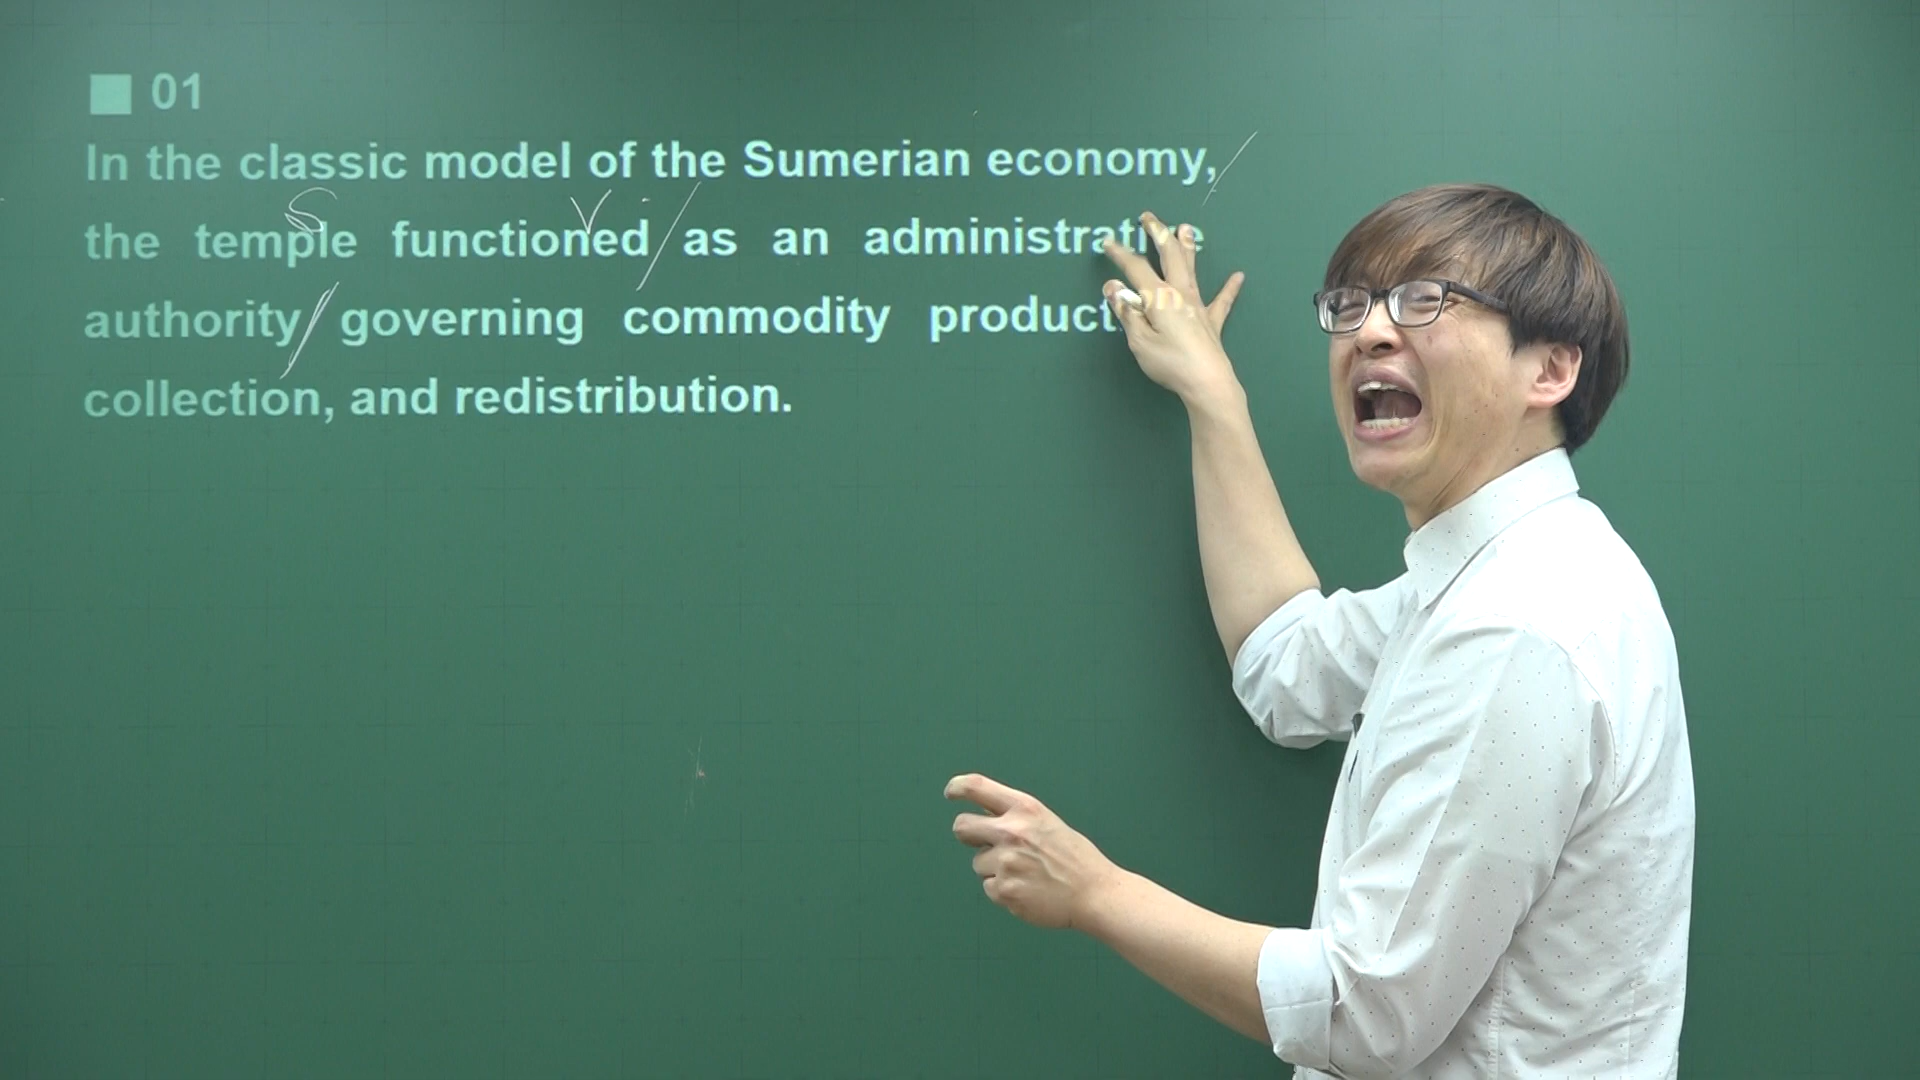 01
In the classic model of the Sumerian economy,
S V
the temple functioned as an administrative
authority governing commodity production,
collection, and redistribution.